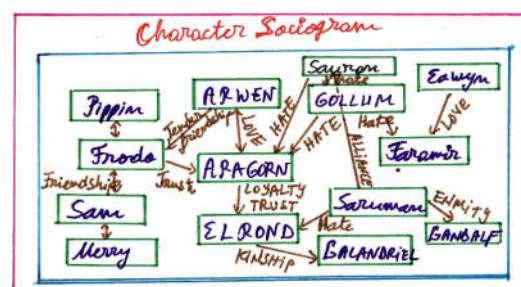 Character Sociogram
Sauron
hate
Eowyn
ARWEN
GOLLUM
Pippin
Tender
friendship
LOVE
HATE
HATE
Hate
LOVE
Frodo
ARAGORN
ALLIANCE
Faramir
Friendship
Trust
LOYALTY
TRUST
Saruman
ENMITY
Sam
Hate
ELROND
GANDALF
Merry
KINSHIP
GALANDRIEL